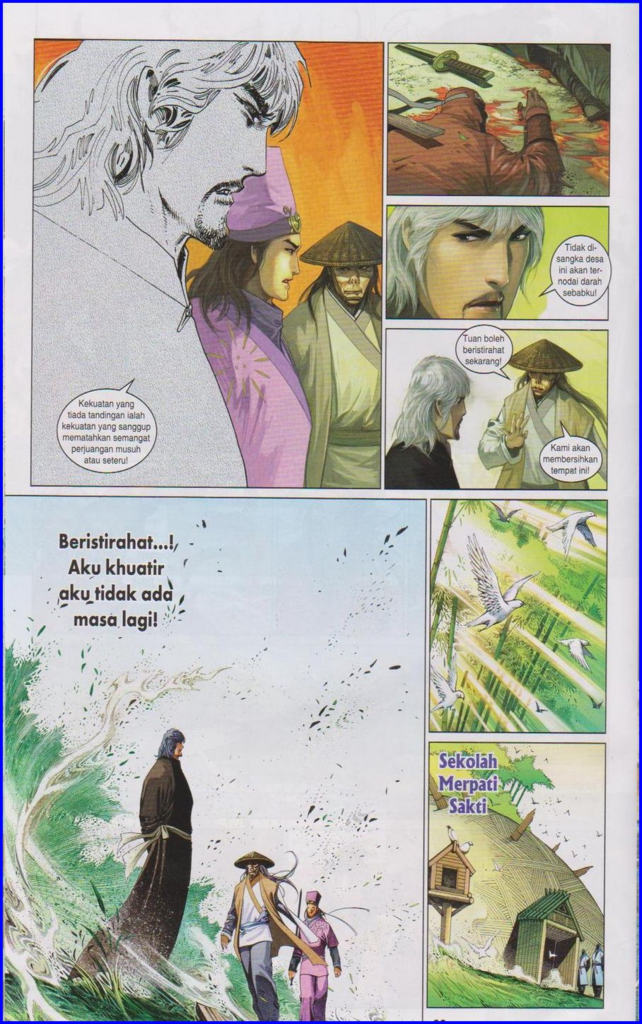 Kekuatan yang
tiada tandingan ialah
kekuatan yang sanggup
mematahkan semangat
perjuangan musuh
atau seteru!
Tidak di-
sangka desa
ini akan ter-
nodai darah
sebabku!
Tuan boleh
beristirahat
sekarang!
Kami akan
membersihkan
tempat ini!
Beristirahat...!
Aku khuatir
aku tidak ada
masa lagi!
Sekolah
Merpati
Sakti